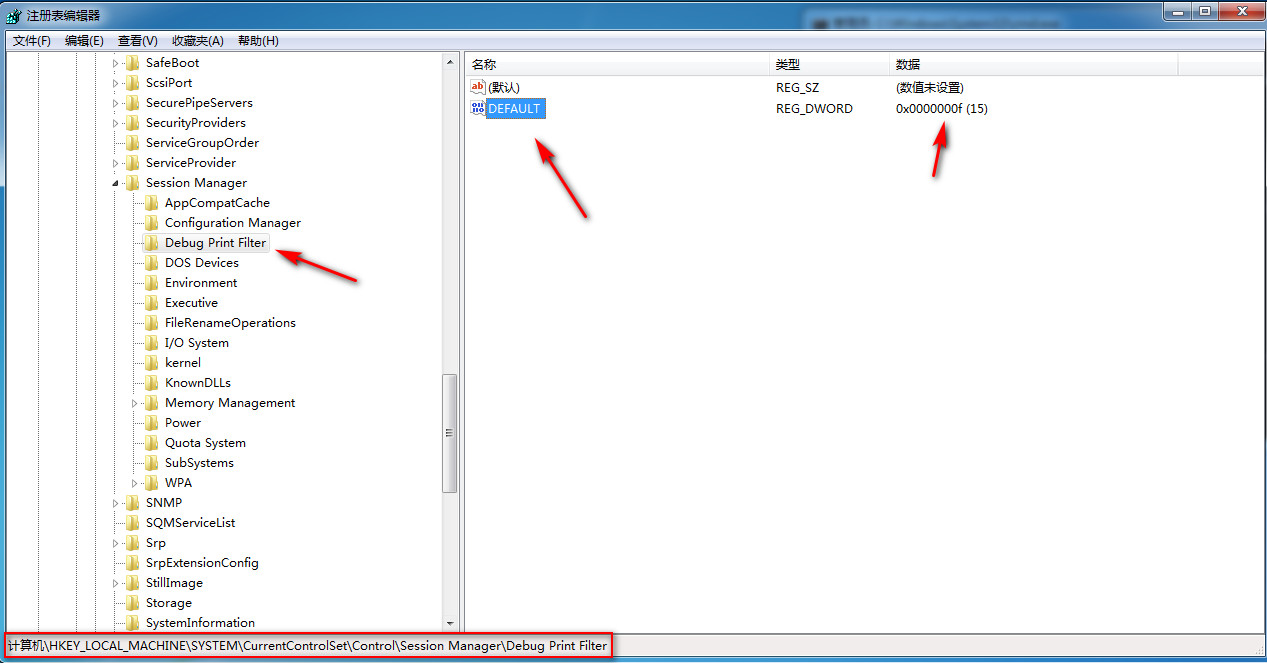 注册表编辑器
文件(F) 编辑(E) 查看(V) 收藏夹(A) 帮助(H)
SafeBoot
ScsiPort
SecurePipeServers
SecurityProviders
ServiceGroupOrder
ServiceProvider
Session Manager
AppCompatCache
Configuration Manager
Debug Print Filter
DOS Devices
Environment
Executive
FileRenameOperations
I/O System
kernel
KnownDLLs
Memory Management
Power
Quota System
SubSystems
WPA
SNMP
SQMServiceList
Srp
SrpExtensionConfig
StillImage
Storage
SystemInformation
名称 类型 数据
(默认) REG_SZ (数值未设置)
DEFAULT REG_DWORD 0x0000000f (15)
计算机\HKEY_LOCAL_MACHINE\SYSTEM\CurrentControlSet\Control\Session Manager\Debug Print Filter